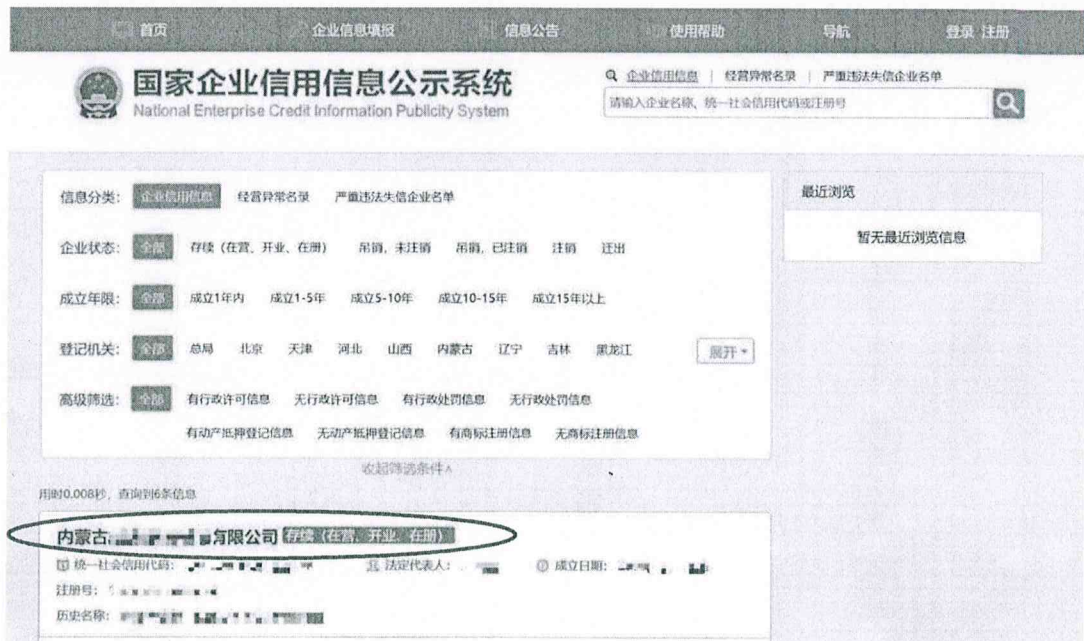 首页 企业信息填报 信息公告 使用帮助 导航 登录 注册
国家企业信用信息公示系统
National Enterprise Credit Information Publicity System
企业信用信息 | 经营异常名录 | 严重违法失信企业名单
请输入企业名称、统一社会信用代码或注册号
信息分类: 企业信用信息 经营异常名录 严重违法失信企业名单
企业状态: 全部 存续（在营、开业、在册） 吊销，未注销 吊销，已注销 注销 迁出
成立年限: 全部 成立1年内 成立1-5年 成立5-10年 成立10-15年 成立15年以上
登记机关: 全部 总局 北京 天津 河北 山西 内蒙古 辽宁 吉林 黑龙江 展开
高级筛选: 全部 有行政许可信息 无行政许可信息 有行政处罚信息 无行政处罚信息
有动产抵押登记信息 无动产抵押登记信息 有商标注册信息 无商标注册信息
收起筛选条件
最近浏览
暂无最近浏览信息
用时0.008秒，查询到6条信息
内蒙古 有限公司 存续（在营、开业、在册）
统一社会信用代码: 法定代表人: 成立日期:
注册号:
历史名称: